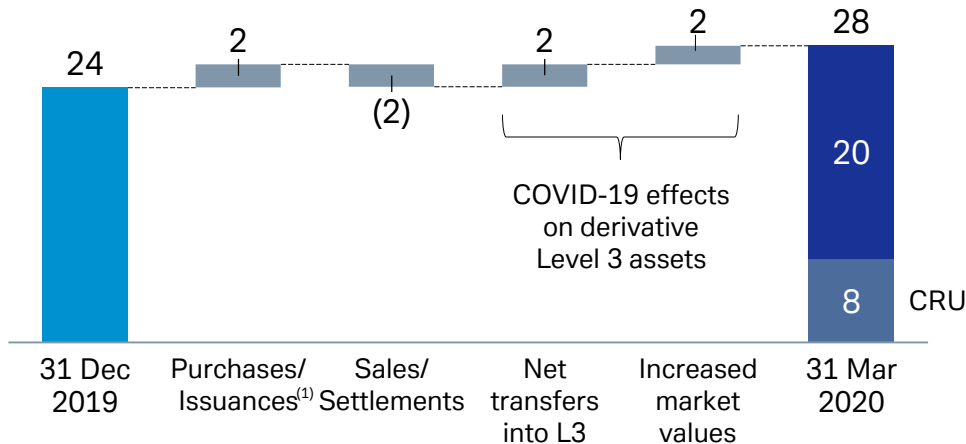 24
2
(2)
2
2
28
20
8
CRU
COVID-19 effects
on derivative
Level 3 assets
31 Dec
2019
Purchases/
Issuances(1)
Sales/
Settlements
Net
transfers
into L3
Increased
market
values
31 Mar
2020